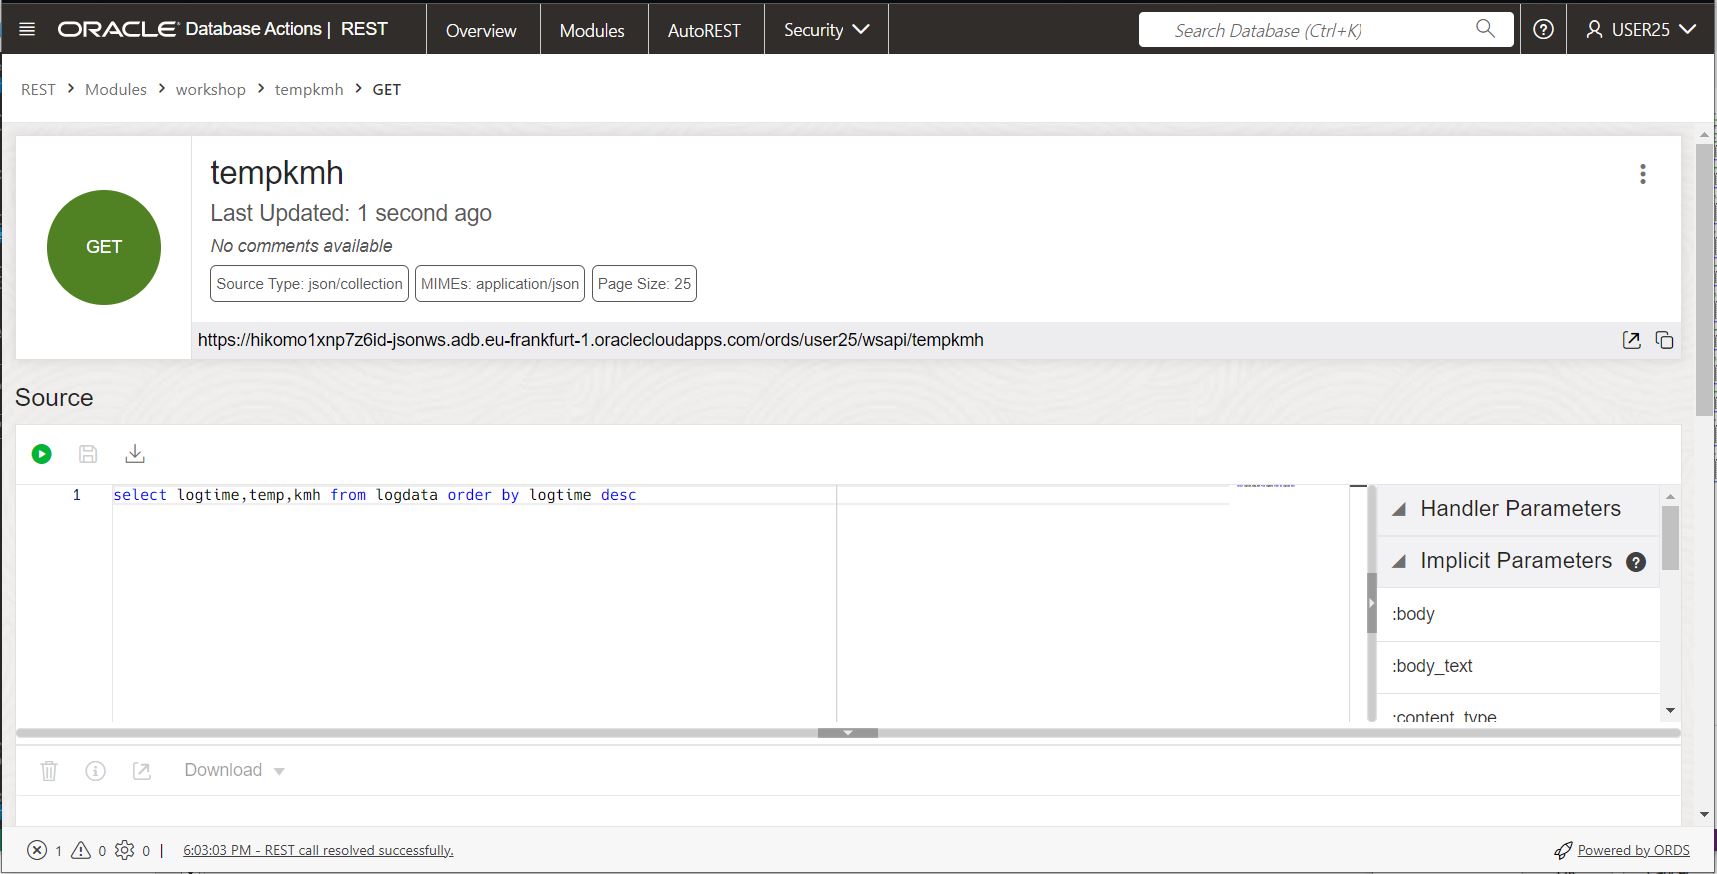 ORACLE Database Actions | REST
Overview
Modules
AutoREST
Security
Search Database (Ctrl+K)
USER25
REST > Modules > workshop > tempkmh > GET
GET
tempkmh
Last Updated: 1 second ago
No comments available
Source Type: json/collection
MIMEs: application/json
Page Size: 25
https://hikomo1xnp7z6id-jsonws.adb.eu-frankfurt-1.oraclecloudapps.com/ords/user25/wsapi/tempkmh
Source
1 select logtime,temp,kmh from logdata order by logtime desc
Handler Parameters
Implicit Parameters ?
:body
:body_text
:content_type
Download
1 0 0 | 6:03:03 PM - REST call resolved successfully.
Powered by ORDS